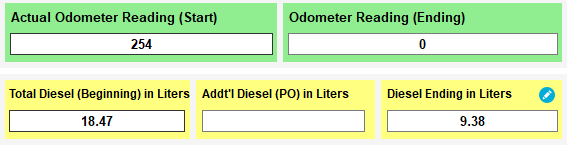 Actual Odometer Reading (Start) Odometer Reading (Ending)
254 0
Total Diesel (Beginning) in Liters Addt'l Diesel (PO) in Liters Diesel Ending in Liters
18.47 9.38